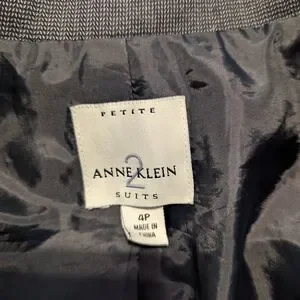 PETITE
ANNE KLEIN
2
SUITS
4P
MADE IN
CHINA